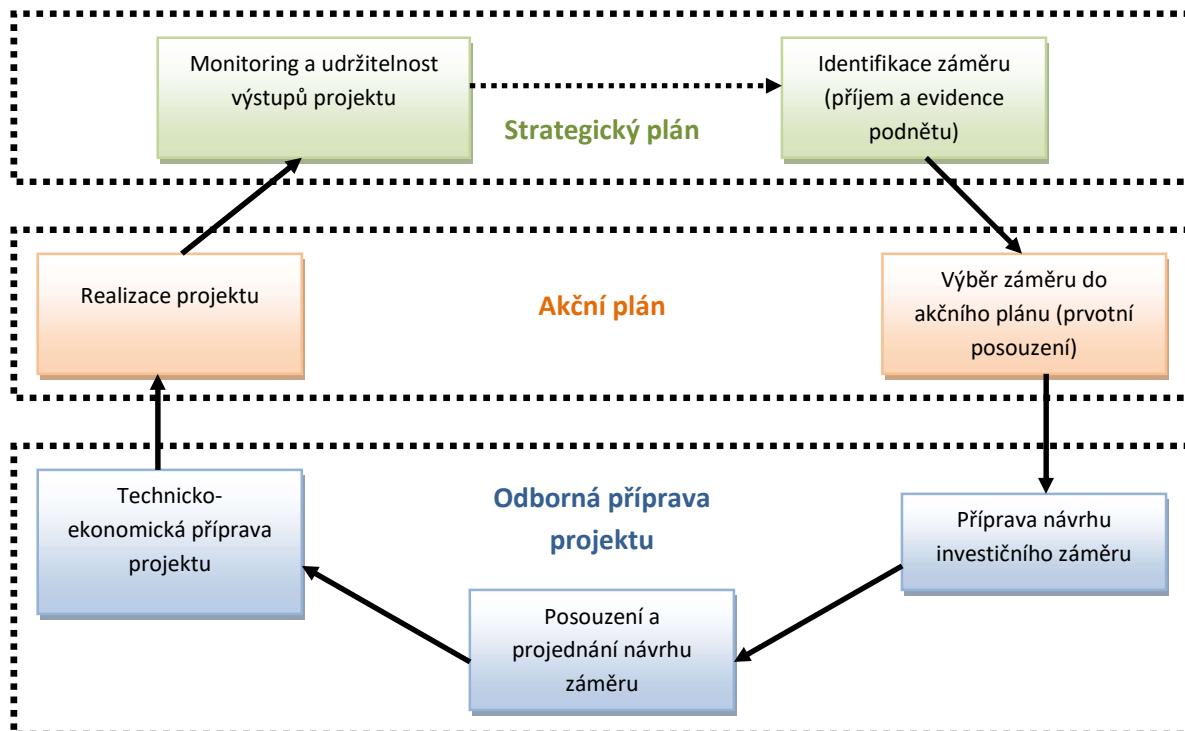 Monitoring a udržitelnost
výstupů projektu
Identifikace záměru
(příjem a evidence
podnětu)
Strategický plán
Realizace projektu
Akční plán
Výběr záměru do
akčního plánu (prvotní
posouzení)
Technicko-
ekonomická příprava
projektu
Odborná příprava
projektu
Příprava návrhu
investičního záměru
Posouzení a
projednání návrhu
záměru